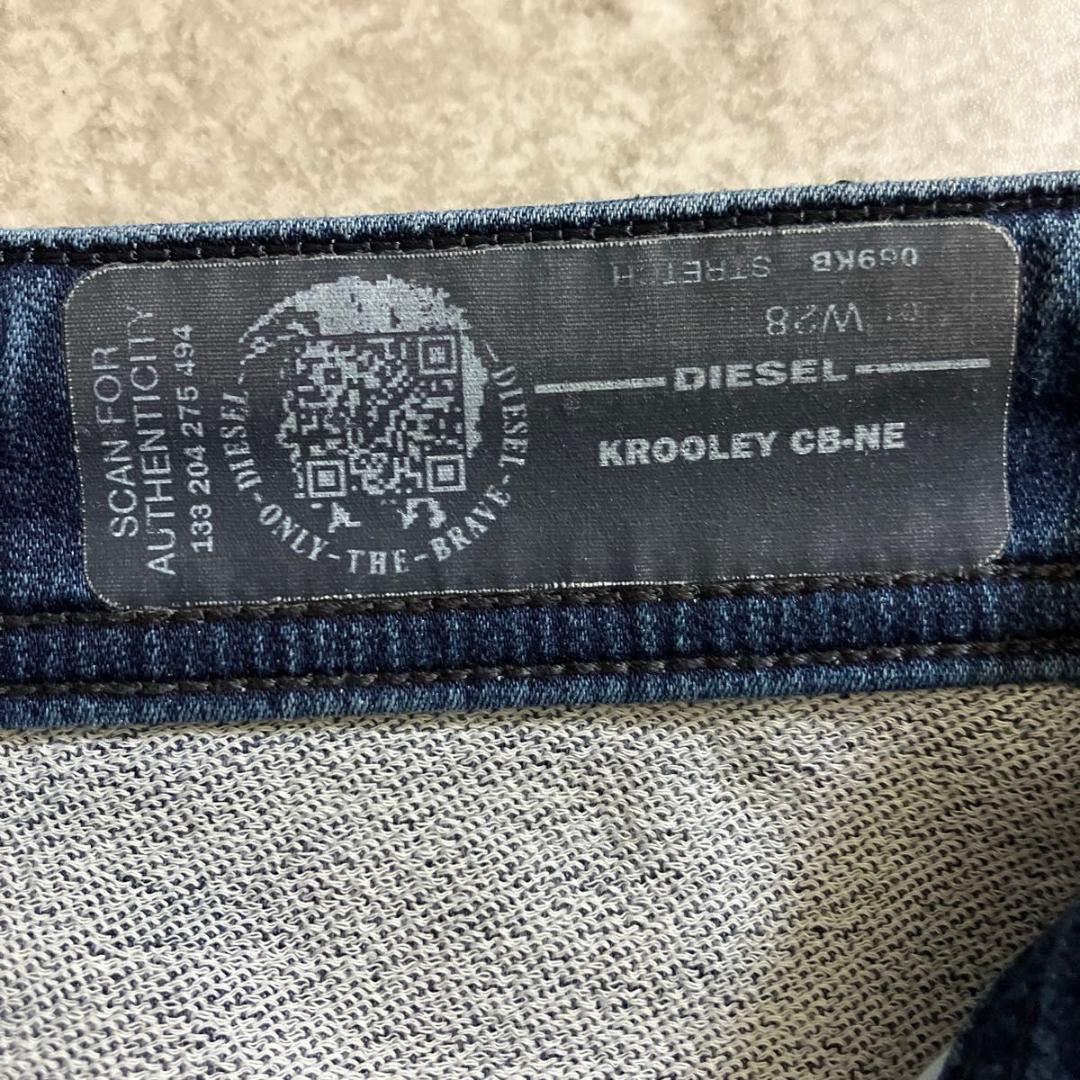 SCAN FOR
AUTHENTICITY
133 204 275 494
DIESEL-ONLY-THE-BRAVE-DIESEL
069KB STRETCH
W28
DIESEL
KROOLEY CB-NE